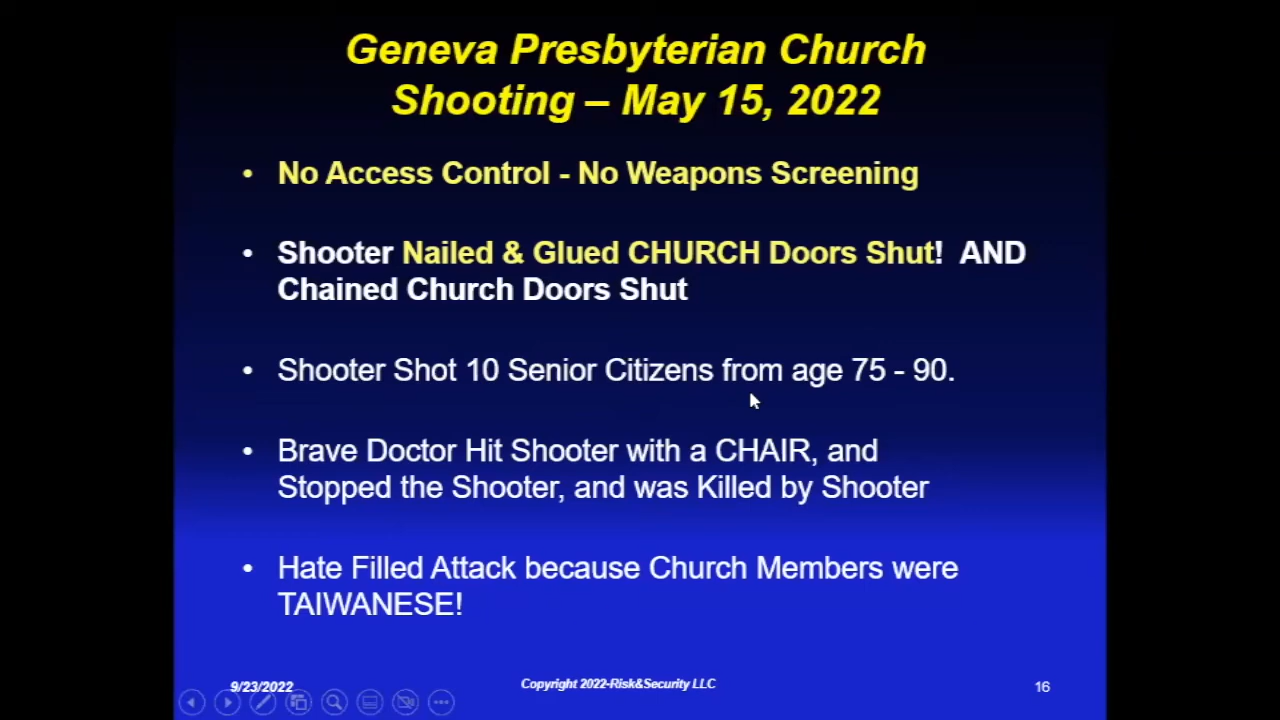 Geneva Presbyterian Church
Shooting – May 15, 2022
• No Access Control - No Weapons Screening
• Shooter Nailed & Glued CHURCH Doors Shut! AND
Chained Church Doors Shut
• Shooter Shot 10 Senior Citizens from age 75 - 90.
• Brave Doctor Hit Shooter with a CHAIR, and
Stopped the Shooter, and was Killed by Shooter
• Hate Filled Attack because Church Members were
TAIWANESE!
9/23/2022 Copyright 2022-Risk&Security LLC 16